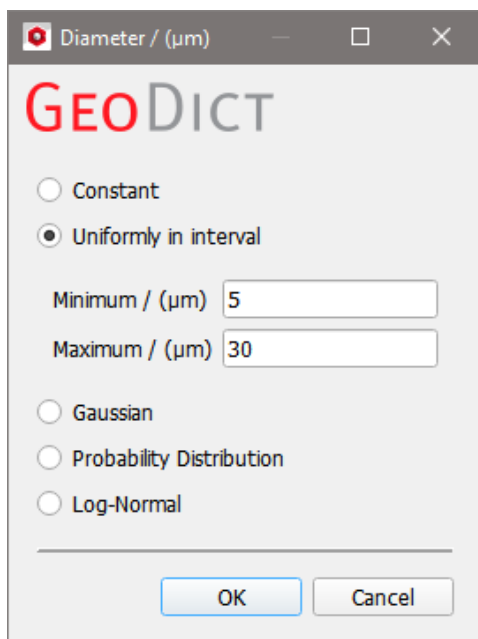 Diameter / (µm)
GEODICT
Constant
Uniformly in interval
Minimum / (µm) 5
Maximum / (µm) 30
Gaussian
Probability Distribution
Log-Normal
OK Cancel